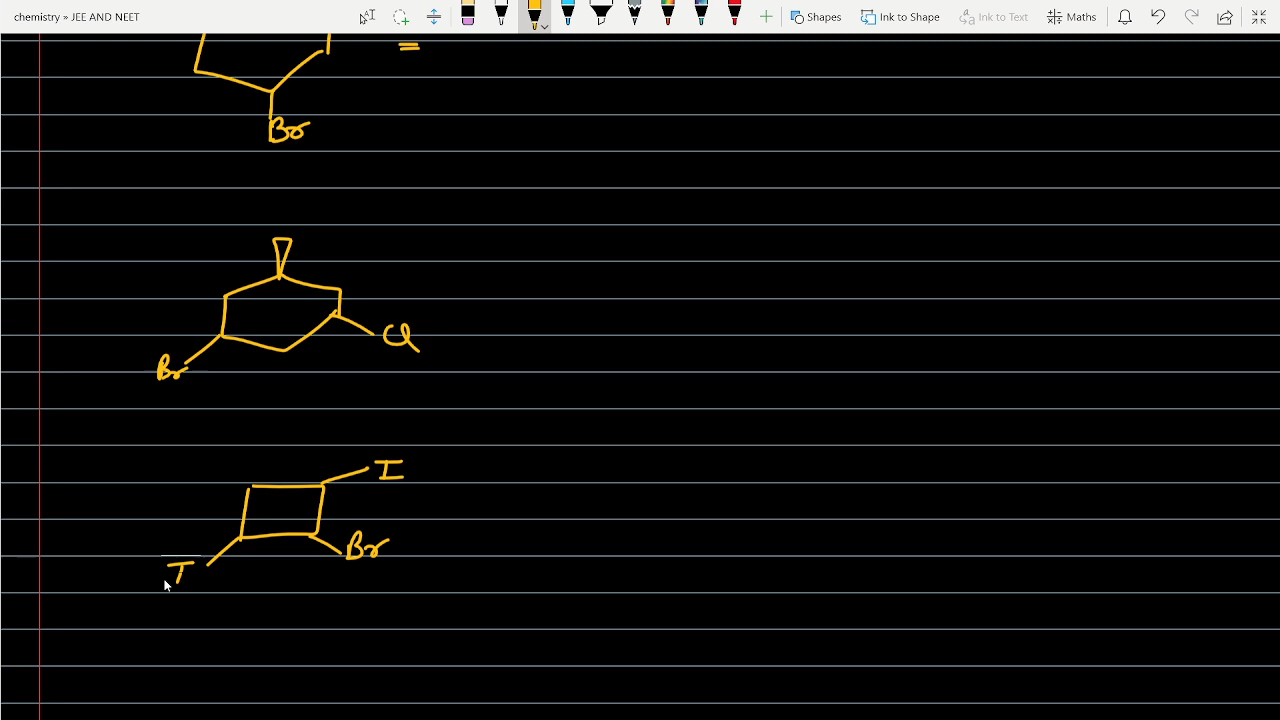 chemistry » JEE AND NEET
Shapes
Ink to Shape
Ink to Text
Maths
Br
Cl
Br
I
Br